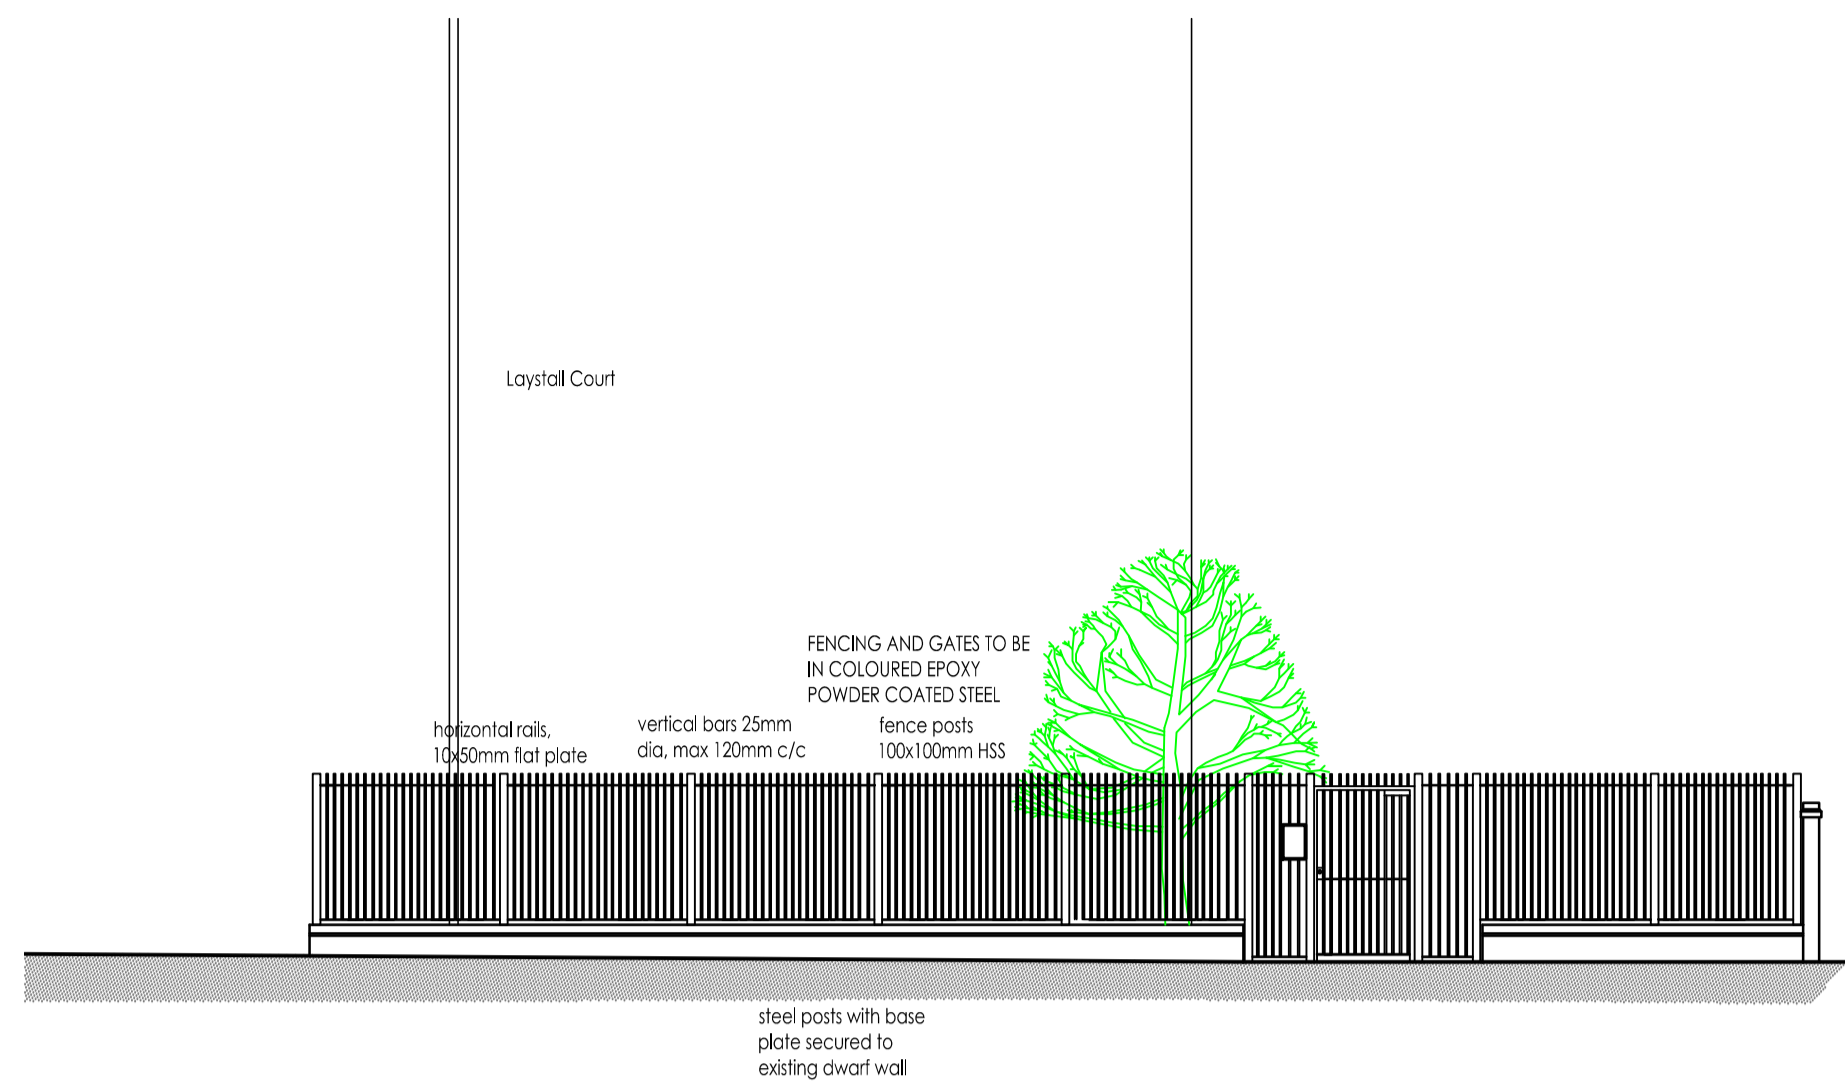 Laystall Court
FENCING AND GATES TO BE
IN COLOURED EPOXY
POWDER COATED STEEL
horizontal rails,
10x50mm flat plate
vertical bars 25mm
dia, max 120mm c/c
fence posts
100x100mm HSS
steel posts with base
plate secured to
existing dwarf wall